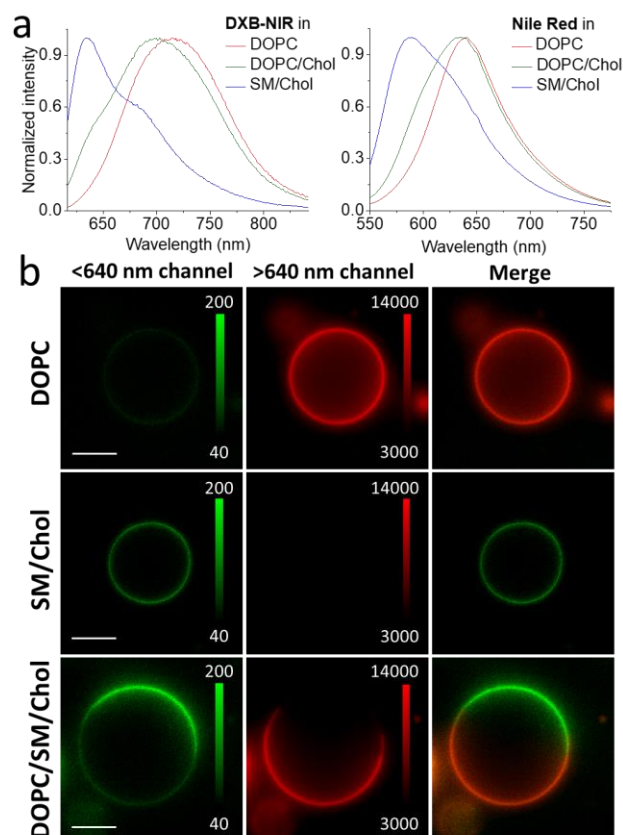 a
DXB-NIR in
DOPC
DOPC/Chol
SM/Chol
Normalized intensity
0.9
0.6
0.3
0.0
650 700 750 800
Wavelength (nm)
Nile Red in
DOPC
DOPC/Chol
SM/Chol
0.9
0.6
0.3
0.0
550 600 650 700 750
Wavelength (nm)
b
<640 nm channel >640 nm channel Merge
DOPC
200
40
14000
3000
SM/Chol
200
40
14000
3000
DOPC/SM/Chol
200
40
14000
3000